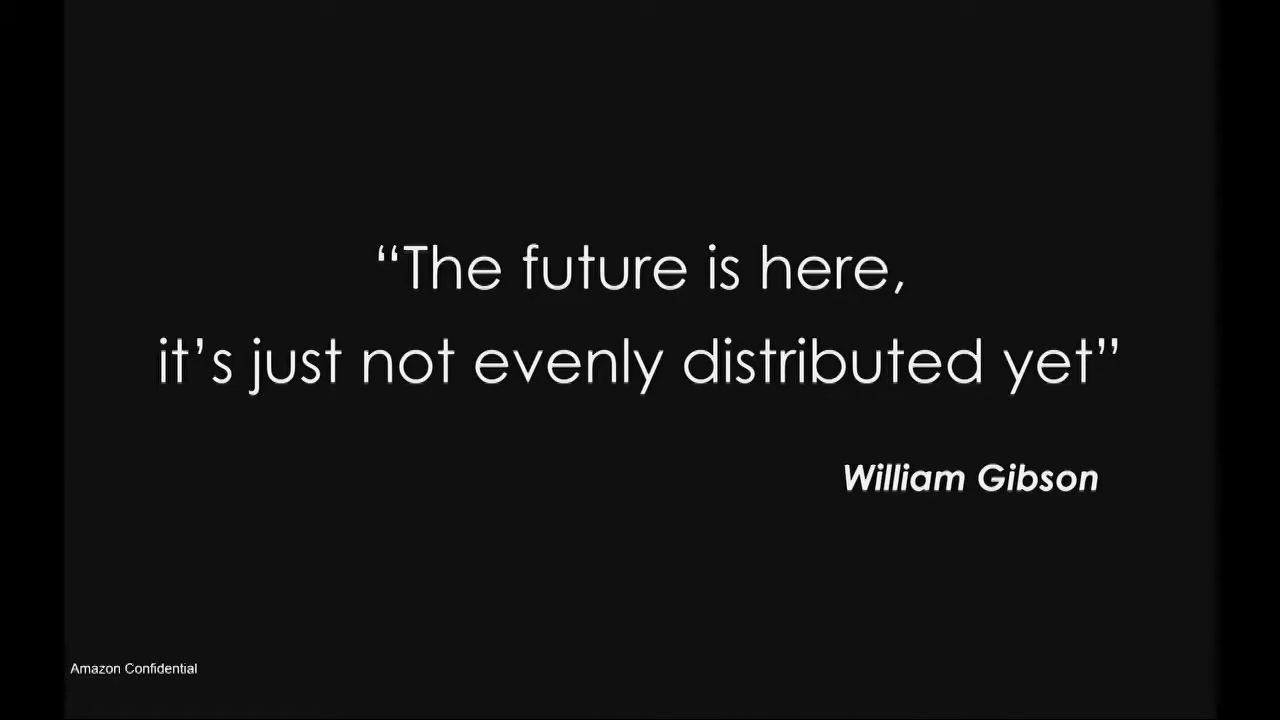 “The future is here,
it’s just not evenly distributed yet”
William Gibson
Amazon Confidential